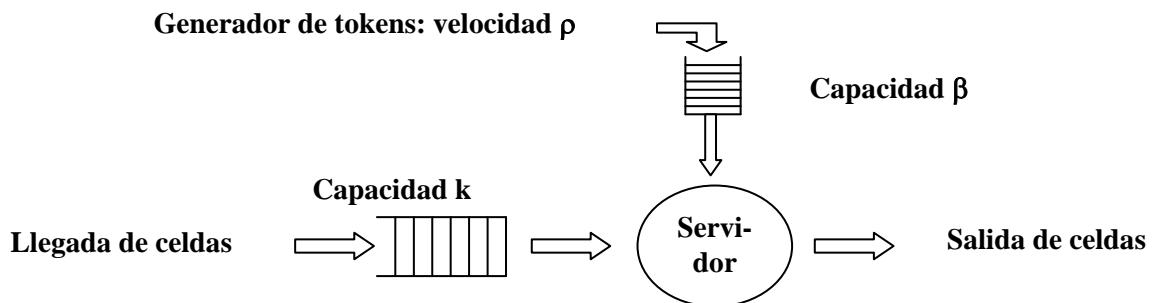 Generador de tokens: velocidad ρ
Capacidad β
Capacidad k
Llegada de celdas
Servi-
dor
Salida de celdas